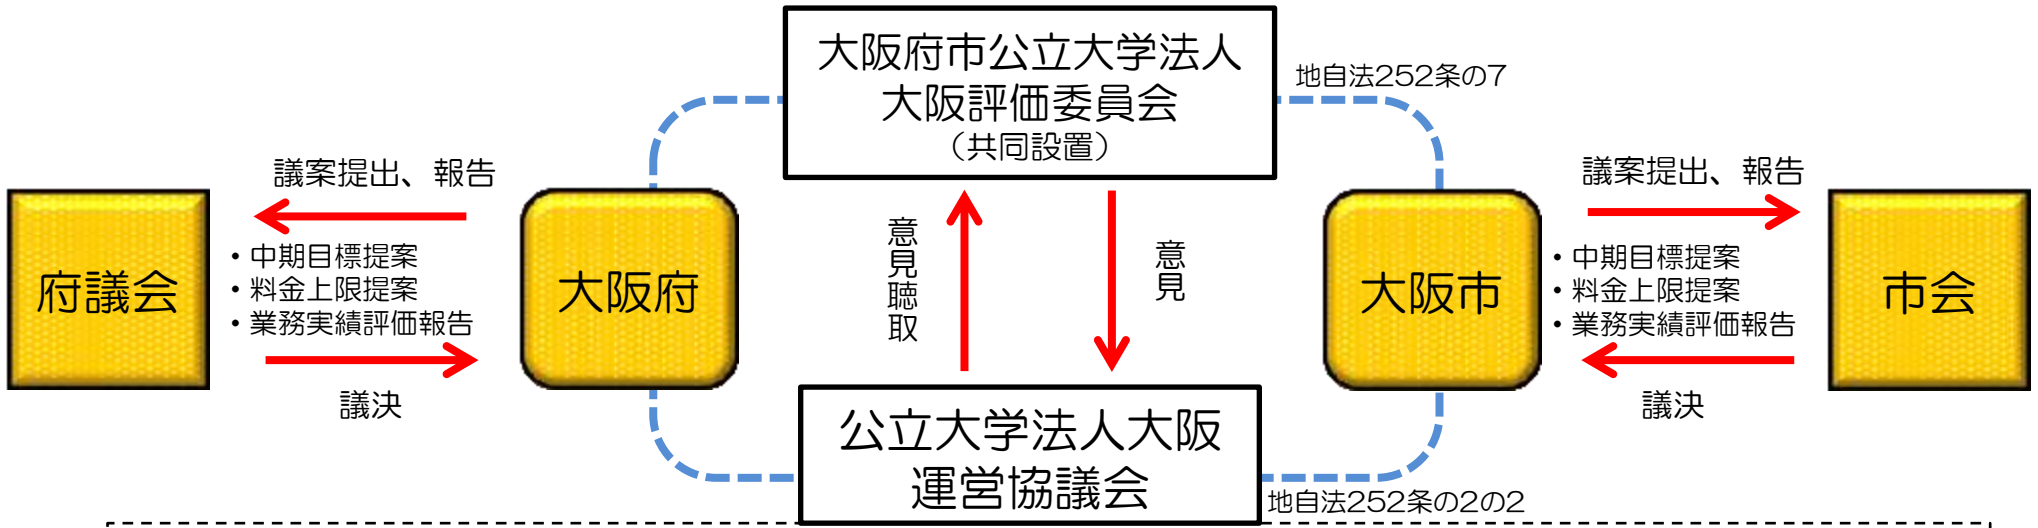 大阪府市公立大学法人
大阪評価委員会
(共同設置)
地自法252条の7
議案提出、報告
府議会
・中期目標提案
・料金上限提案
・業務実績評価報告
議決
大阪府
意見聴取
意見
大阪市
議案提出、報告
・中期目標提案
・料金上限提案
・業務実績評価報告
議決
市会
公立大学法人大阪
運営協議会
地自法252条の2の2